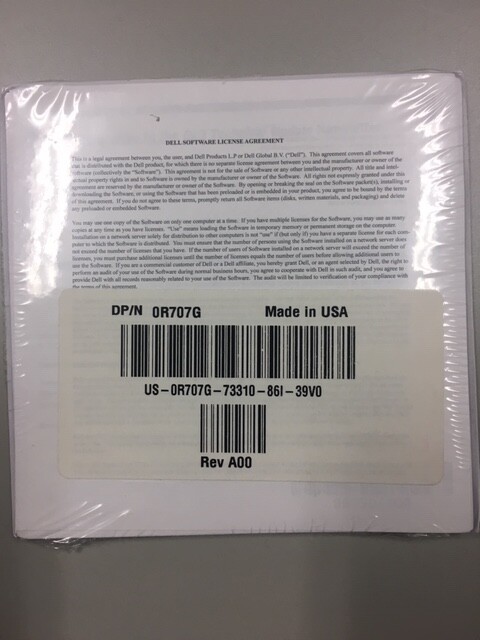 DELL SOFTWARE LICENSE AGREEMENT
This is a legal agreement between you, the user, and Dell Products L.P or Dell Global B.V. ("Dell"). This agreement covers all software
that is distributed with the Dell product, for which there is no separate license agreement between you and the manufacturer or owner of the
software (collectively the "Software"). This agreement is not for the sale of Software or any other intellectual property. All title and intel-
lectual property rights in and to Software is owned by the manufacturer or owner of the Software. All rights not expressly granted under this
agreement are reserved by the manufacturer or owner of the Software. By opening or breaking the seal on the Software packet(s), installing or
downloading the Software, or using the Software that has been preloaded or is embedded in your product, you agree to be bound by the terms
of this agreement. If you do not agree to these terms, promptly return all Software items (disks, written materials, and packaging) and delete
any preloaded or embedded Software.
You may use one copy of the Software on only one computer at a time. If you have multiple licenses for the Software, you may use as many
copies at any time as you have licenses. "Use" means loading the Software in temporary memory or permanent storage on the computer.
Installation on a network server solely for distribution to other computers is not "use" if (but only if) you have a separate license for each com-
puter to which the Software is distributed. You must ensure that the number of persons using the Software installed on a network server does
not exceed the number of licenses that you have. If the number of users of Software installed on a network server will exceed the number of
licenses, you must purchase additional licenses until the number of licenses equals the number of users before allowing additional users to
use the Software. If you are a commercial customer of Dell or a Dell affiliate, you hereby grant Dell, or an agent selected by Dell, the right to
perform an audit of your use of the Software during normal business hours, you agree to cooperate with Dell in such audit, and you agree to
provide Dell with all records reasonably related to your use of the Software. The audit will be limited to verification of your compliance with
the terms of this agreement.
DP/N 0R707G Made in USA
US-0R707G-73310-86I-39V0
Rev A00